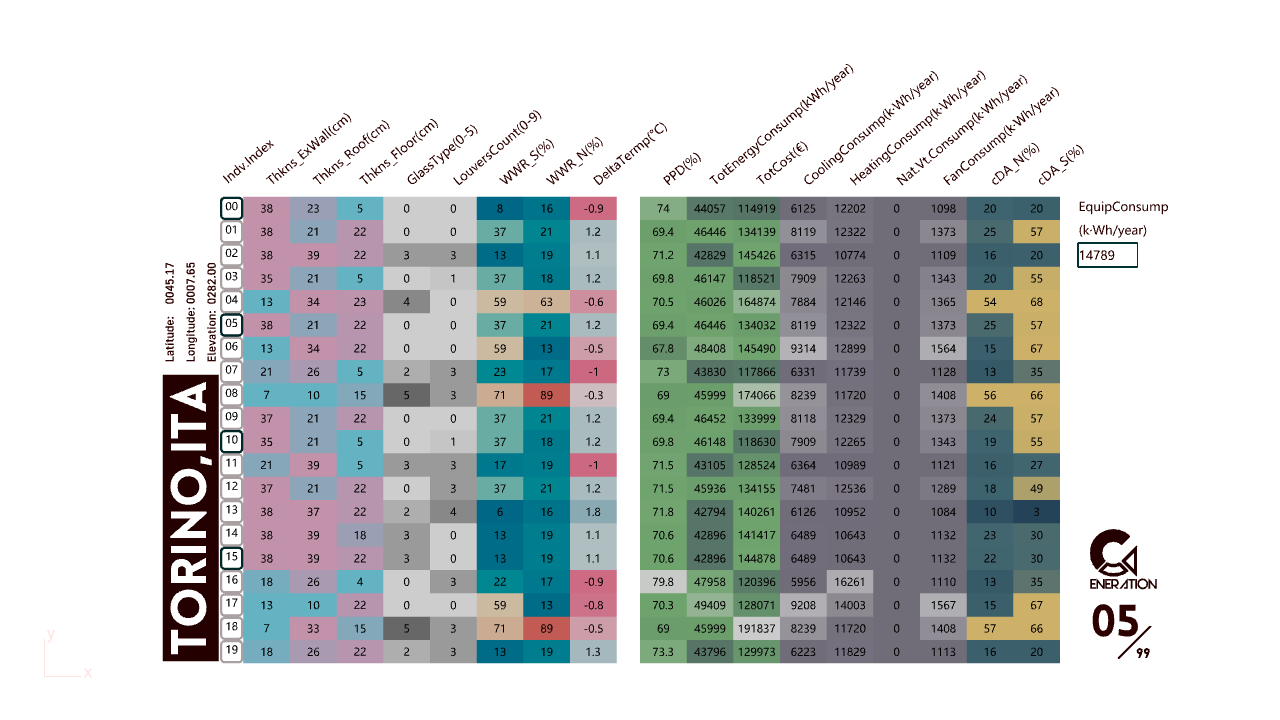 Indv.Index Thkns_ExWall(cm) Thkns_Roof(cm) Thkns_Floor(cm) GlassType(0-5) LouversCount(0-9) WWR_S(%) WWR_N(%) DeltaTermp(°C) PPD(%) TotEnergyConsump(kWh/year) TotCost(€) CoolingConsump(k·Wh/year) HeatingConsump(k·Wh/year) Nat.Vt.Consump(k·Wh/year) FanConsump(k·Wh/year) cDA_N(%) cDA_S(%)
00 38 23 5 0 0 8 16 -0.9 74 44057 114919 6125 12202 0 1098 20 20
01 38 21 22 0 0 37 21 1.2 69.4 46446 134139 8119 12322 0 1373 25 57
02 38 39 22 3 3 13 19 1.1 71.2 42829 145426 6315 10774 0 1109 16 20
03 35 21 5 0 1 37 18 1.2 69.8 46147 118521 7909 12263 0 1343 20 55
04 13 34 23 4 0 59 63 -0.6 70.5 46026 164874 7884 12146 0 1365 54 68
05 38 21 22 0 0 37 21 1.2 69.4 46446 134032 8119 12322 0 1373 25 57
06 13 34 22 0 0 59 13 -0.5 67.8 48408 145490 9314 12899 0 1564 15 67
07 21 26 5 2 3 23 17 -1 73 43830 117866 6331 11739 0 1128 13 35
08 7 10 15 5 3 71 89 -0.3 69 45999 174066 8239 11720 0 1408 56 66
09 37 21 22 0 0 37 21 1.2 69.4 46452 133999 8118 12329 0 1373 24 57
10 35 21 5 0 1 37 18 1.2 69.8 46148 118630 7909 12265 0 1343 19 55
11 21 39 5 3 3 17 19 -1 71.5 43105 128524 6364 10989 0 1121 16 27
12 37 21 22 0 3 37 21 1.2 71.5 45936 134155 7481 12536 0 1289 18 49
13 38 37 22 2 4 6 16 1.8 71.8 42794 140261 6126 10952 0 1084 10 3
14 38 39 18 3 0 13 19 1.1 70.6 42896 141417 6489 10643 0 1132 23 30
15 38 39 22 3 0 13 19 1.1 70.6 42896 144878 6489 10643 0 1132 22 30
16 18 26 4 0 3 22 17 -0.9 79.8 47958 120396 5956 16261 0 1110 13 35
17 13 10 22 0 0 59 13 -0.8 70.3 49409 128071 9208 14003 0 1567 15 67
18 7 33 15 5 3 71 89 -0.5 69 45999 191837 8239 11720 0 1408 57 66
19 18 26 22 2 3 13 19 1.3 73.3 43796 129973 6223 11829 0 1113 16 20
Latitude: 0045.17
Longitude: 0007.65
Elevation: 0282.00
TORINO,ITA
EquipConsump
(k·Wh/year)
14789
ENERATION
05/99
y
x